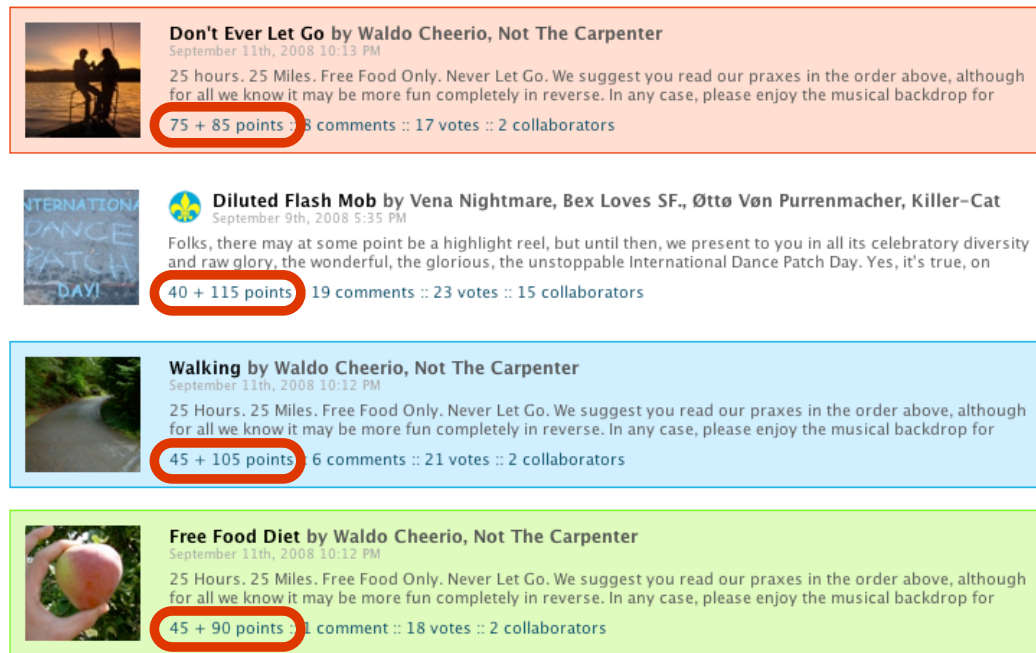 Don't Ever Let Go by Waldo Cheerio, Not The Carpenter
September 11th, 2008 10:13 PM
25 hours. 25 Miles. Free Food Only. Never Let Go. We suggest you read our praxes in the order above, although
for all we know it may be more fun completely in reverse. In any case, please enjoy the musical backdrop for
75 + 85 points :: 8 comments :: 17 votes :: 2 collaborators
INTERNATIONA
DANCE
PATCH
DAY!
Diluted Flash Mob by Vena Nightmare, Bex Loves SF., Øttø Vøn Purrenmacher, Killer-Cat
September 9th, 2008 5:35 PM
Folks, there may at some point be a highlight reel, but until then, we present to you in all its celebratory diversity
and raw glory, the wonderful, the glorious, the unstoppable International Dance Patch Day. Yes, it's true, on
40 + 115 points :: 19 comments :: 23 votes :: 15 collaborators
Walking by Waldo Cheerio, Not The Carpenter
September 11th, 2008 10:12 PM
25 Hours. 25 Miles. Free Food Only. Never Let Go. We suggest you read our praxes in the order above, although
for all we know it may be more fun completely in reverse. In any case, please enjoy the musical backdrop for
45 + 105 points :: 6 comments :: 21 votes :: 2 collaborators
Free Food Diet by Waldo Cheerio, Not The Carpenter
September 11th, 2008 10:12 PM
25 Hours. 25 Miles. Free Food Only. Never Let Go. We suggest you read our praxes in the order above, although
for all we know it may be more fun completely in reverse. In any case, please enjoy the musical backdrop for
45 + 90 points :: 1 comment :: 18 votes :: 2 collaborators